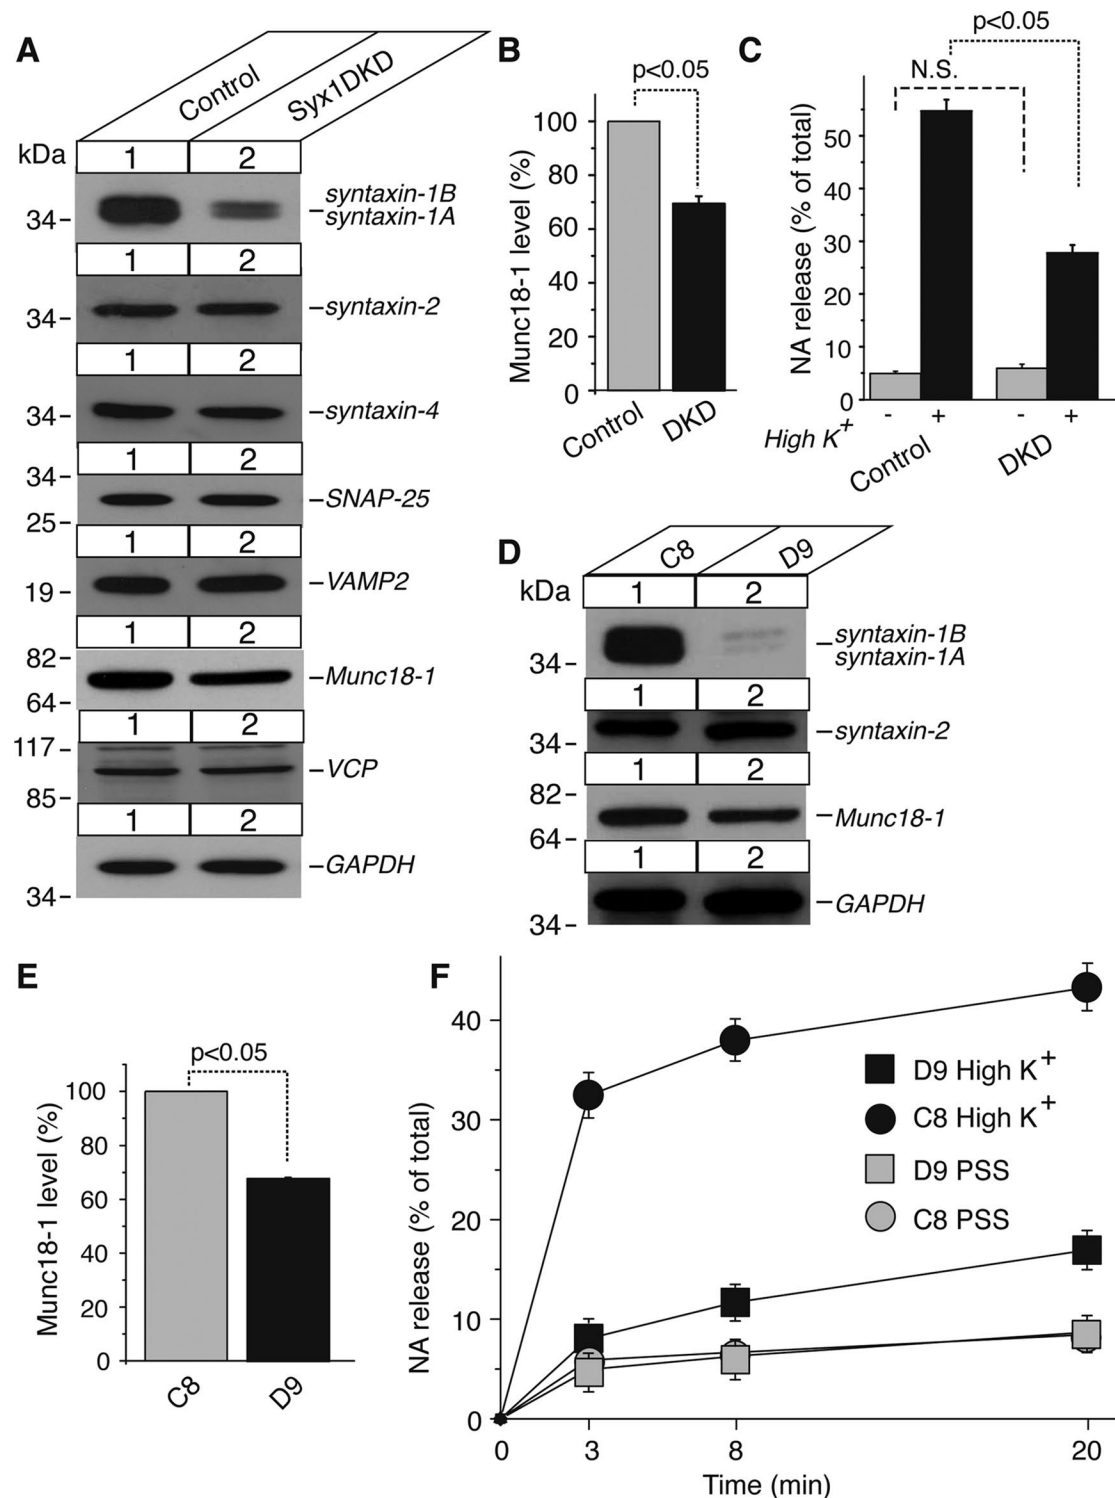 A
Control
Syx1DKD
kDa
1 2
34
syntaxin-1B
syntaxin-1A
1 2
34
syntaxin-2
1 2
34
syntaxin-4
1 2
34
25
SNAP-25
1 2
19
VAMP2
1 2
82
64
Munc18-1
1 2
117
85
VCP
1 2
34
GAPDH
B
p<0.05
Munc18-1 level (%)
100
80
60
40
20
0
Control
DKD
C
p<0.05
N.S.
NA release (% of total)
50
40
30
20
10
0
High K+
- + - +
Control
DKD
D
C8
D9
kDa
1 2
34
syntaxin-1B
syntaxin-1A
1 2
34
syntaxin-2
1 2
82
64
Munc18-1
1 2
34
GAPDH
E
p<0.05
Munc18-1 level (%)
100
80
60
40
20
0
C8
D9
F
NA release (% of total)
40
30
20
10
0
D9 High K+
C8 High K+
D9 PSS
C8 PSS
0 3 8 20
Time (min)